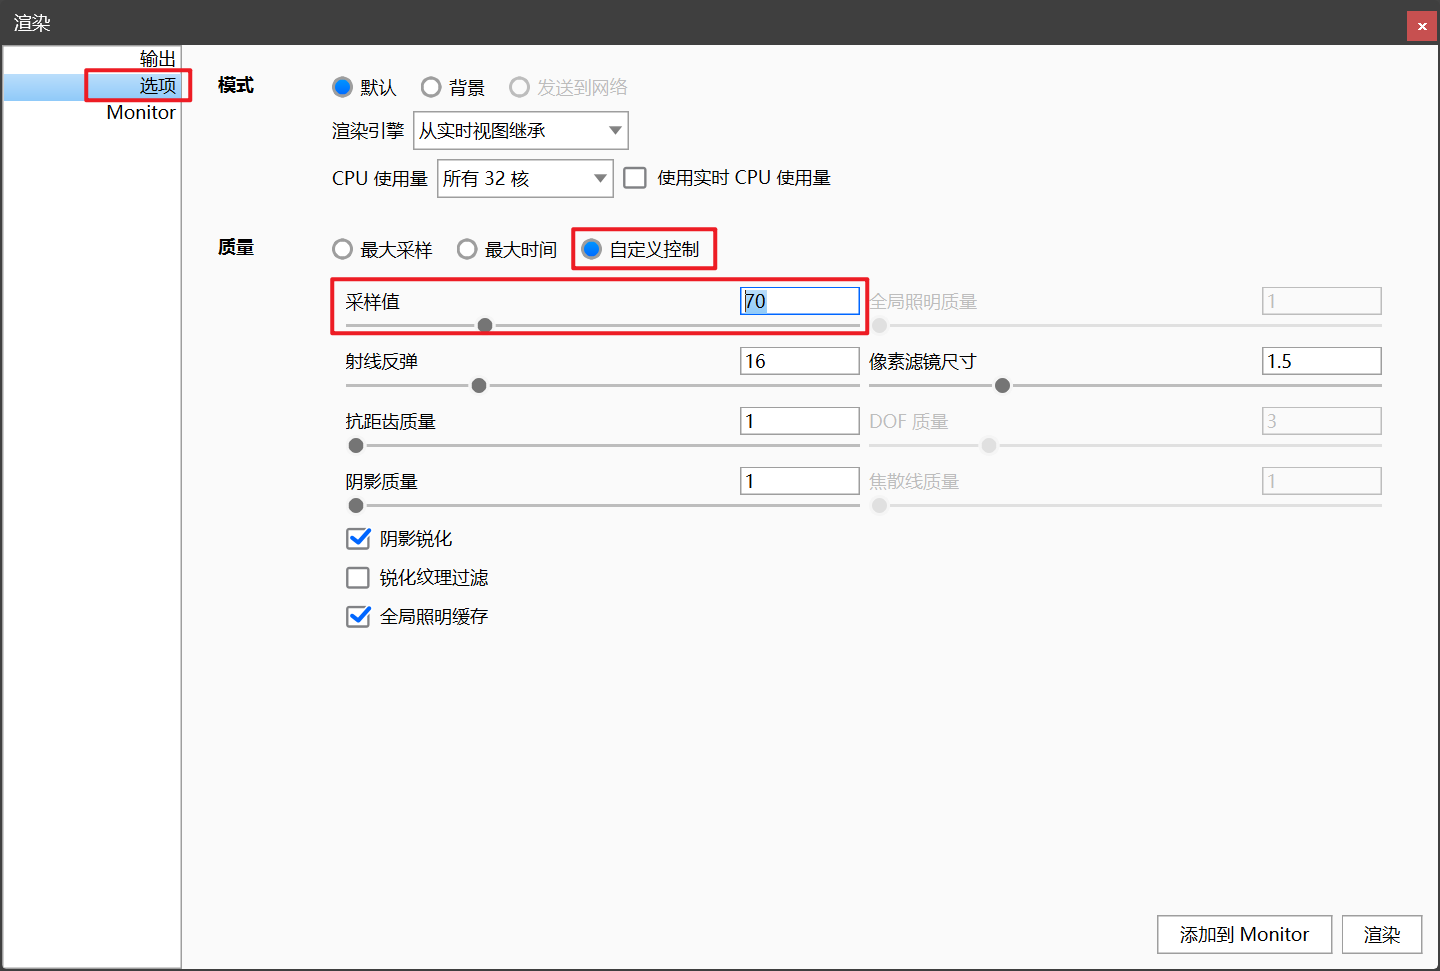 渲染
输出
选项
Monitor
模式
默认 背景 发送到网络
渲染引擎 从实时视图继承
CPU 使用量 所有 32 核 使用实时 CPU 使用量
质量
最大采样 最大时间 自定义控制
采样值 70 全局照明质量 1
射线反弹 16 像素滤镜尺寸 1.5
抗距齿质量 1 DOF 质量 3
阴影质量 1 焦散线质量 1
阴影锐化
锐化纹理过滤
全局照明缓存
添加到 Monitor 渲染